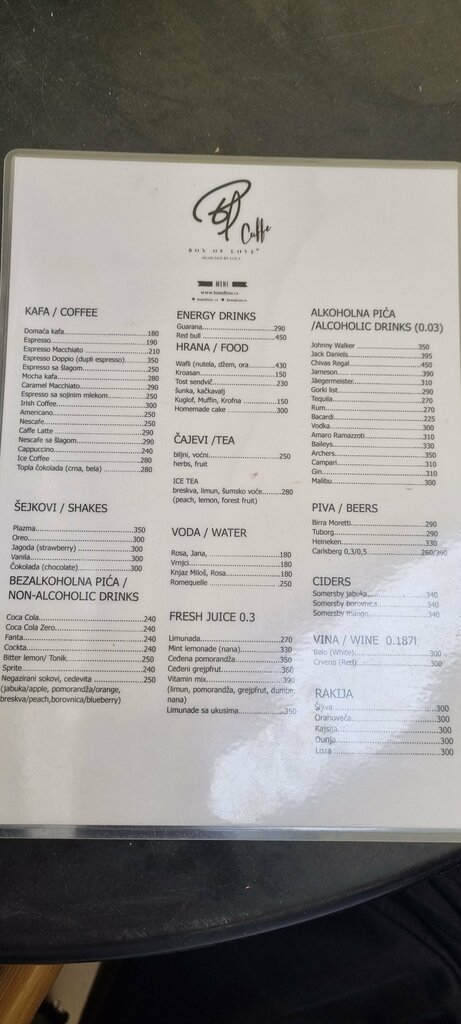 Caffe
BOX OF LOVE
DESIGNED BY LOLA
MENI
www.boxoflove.rs
KAFA / COFFEE
Domaća kafa 180
Espresso 190
Espresso Macchiato 210
Espresso Doppio (dupli espresso) 350
Espresso sa šlagom 250
Mocha kafa 280
Caramel Macchiato 290
Espresso sa sojinim mlekom 250
Irish Coffee 300
Americano 250
Nescafe 250
Caffe Latte 290
Nescafe sa šlagom 290
Cappuccino 240
Ice Coffee 280
Topla čokolada (crna, bela) 280
ŠEJKOVI / SHAKES
Plazma 350
Oreo 300
Jagoda (strawberry) 300
Vanila 300
Čokolada (chocolate) 300
BEZALKOHOLNA PIĆA /
NON-ALCOHOLIC DRINKS
Coca Cola 240
Coca Cola Zero 240
Fanta 240
Cockta 240
Bitter lemon/ Tonik 250
Sprite 240
Negazirani sokovi, cedevita 250
(jabuka/apple, pomorandža/orange,
breskva/peach,borovnica/blueberry)
ENERGY DRINKS
Guarana 290
Red bull 450
HRANA / FOOD
Wafli (nutela, džem, ora 430
Kroasan 150
Tost sendvič 230
šunka, kačkavalj
Kuglof, Muffin, Krofna 150
Homemade cake 300
ČAJEVI /TEA
biljni, voćni 250
herbs, fruit
ICE TEA
breskva, limun, šumsko voće 280
(peach, lemon, forest fruit)
VODA / WATER
Rosa, Jana, 180
Vrnjci 180
Knjaz Miloš, Rosa 180
Romequelle 250
FRESH JUICE 0.3
Limunada 270
Mint lemonade (nana) 330
Ceđena pomorandža 350
Ceđeni grejpfrut 360
Vitamin mix 390
(limun, pomorandža, grejpfrut, đumbir,
nana)
Limunade sa ukusima 350
ALKOHOLNA PIĆA
/ALCOHOLIC DRINKS (0.03)
Johnny Walker 350
Jack Daniels 395
Chivas Regal 450
Jameson 390
Jäegermeister 310
Gorki list 290
Tequila 270
Rum 270
Bacardi 225
Vodka 300
Amaro Ramazzoti 310
Baileys 330
Archers 350
Campari 310
Gin 310
Malibu 300
PIVA / BEERS
Birra Moretti 290
Tuborg 290
Heineken 330
Carlsberg 0,3/0,5 260/390
CIDERS
Somersby jabuka 340
Somersby borovnica 340
Somersby mango 340
VINA / WINE 0.187l
Belo (White) 300
Crveno (Red) 300
RAKIJA
Šljiva 300
Orahovača 300
Kajsija 300
Dunja 300
Loza 300